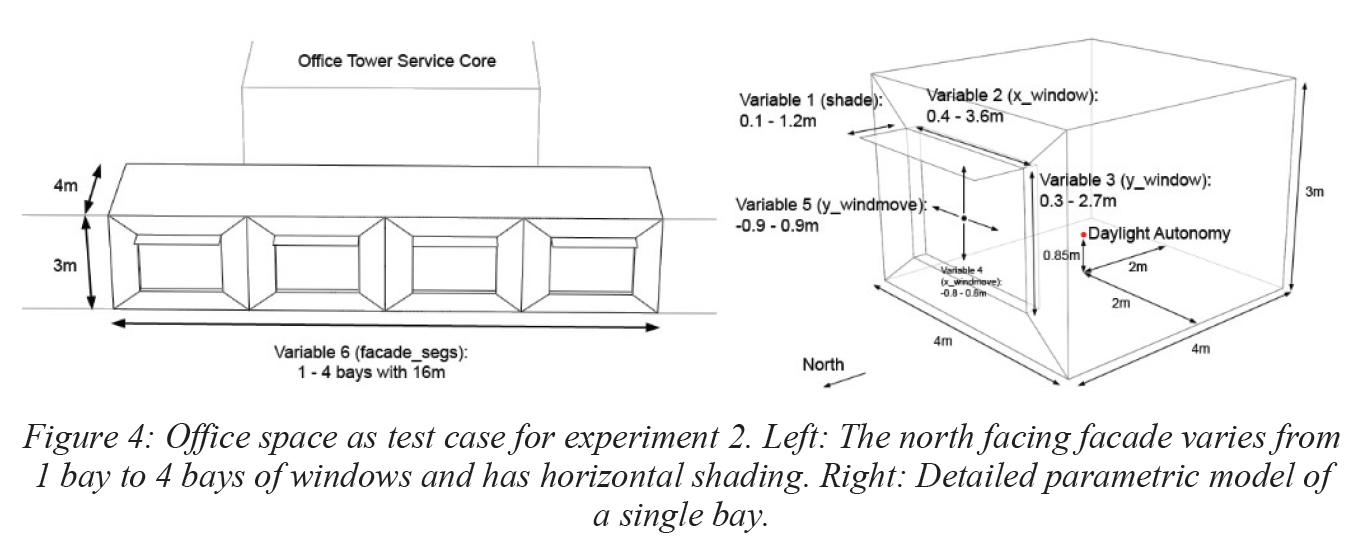 Office Tower Service Core
4m
3m
Variable 6 (facade_segs):
1 - 4 bays with 16m
Variable 1 (shade):
0.1 - 1.2m
Variable 2 (x_window):
0.4 - 3.6m
Variable 3 (y_window):
0.3 - 2.7m
Variable 5 (y_windmove):
-0.9 - 0.9m
Variable 4
(x_windmove):
-0.8 - 0.8m
Daylight Autonomy
0.85m
2m
2m
3m
4m
4m
North
Figure 4: Office space as test case for experiment 2. Left: The north facing facade varies from
1 bay to 4 bays of windows and has horizontal shading. Right: Detailed parametric model of
a single bay.